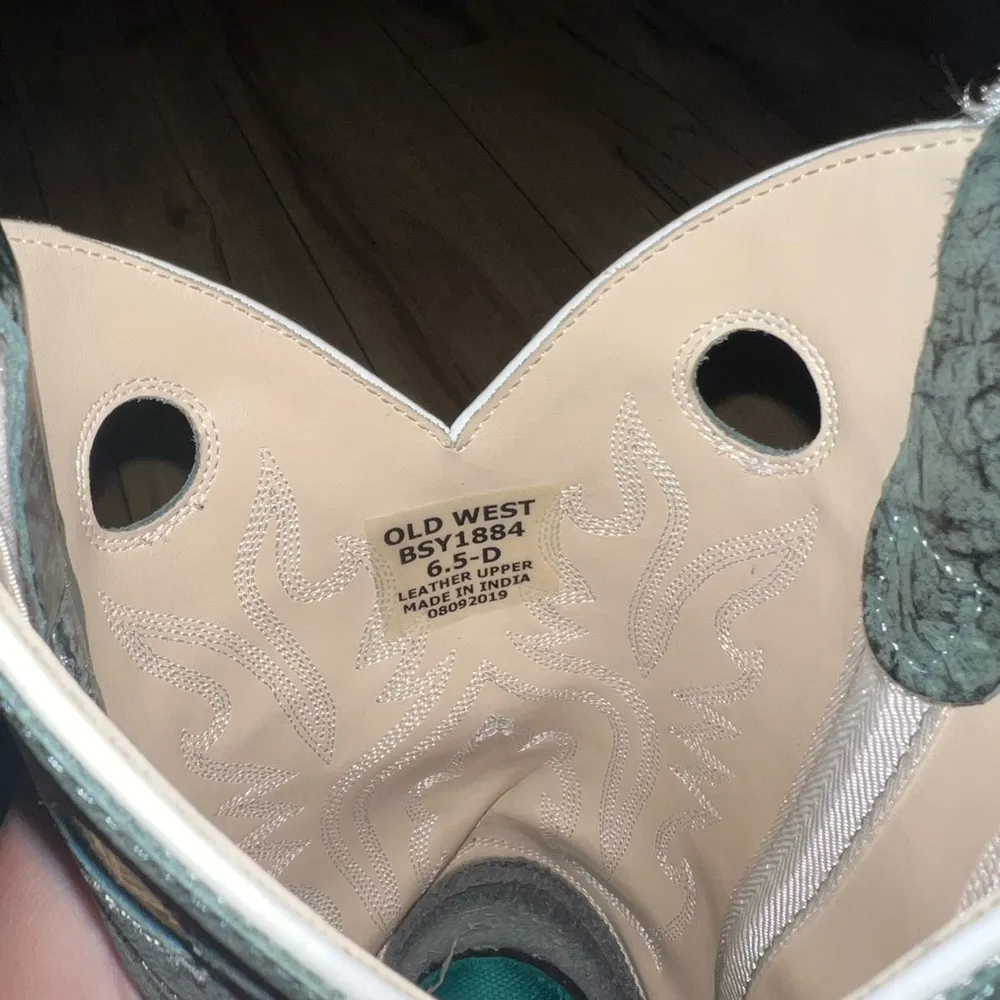 OLD WEST
BSY1884
6.5-D
LEATHER UPPER
MADE IN INDIA
08092019